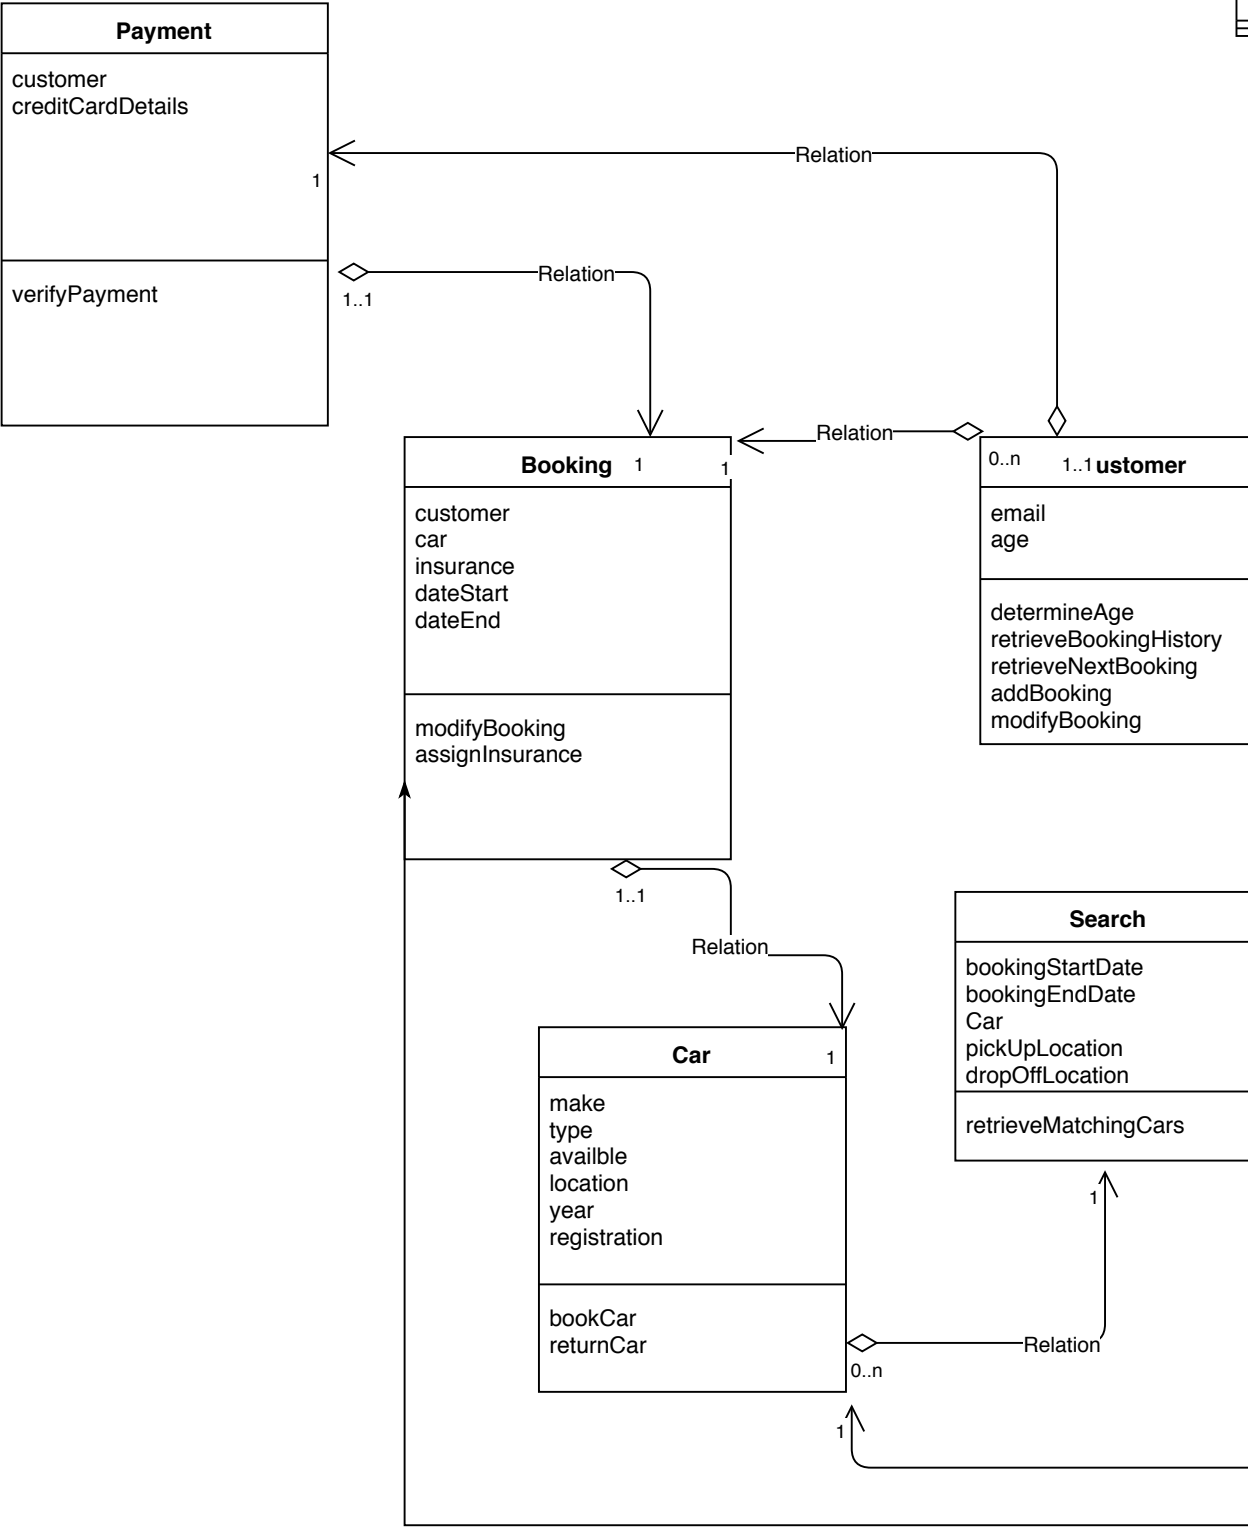 Payment
customer
creditCardDetails
1
verifyPayment
Relation
Relation
1..1
Relation
Booking 1 1
customer
car
insurance
dateStart
dateEnd
modifyBooking
assignInsurance
0..n 1..1 ustomer
email
age
determineAge
retrieveBookingHistory
retrieveNextBooking
addBooking
modifyBooking
1..1
Relation
Search
bookingStartDate
bookingEndDate
Car
pickUpLocation
dropOffLocation
retrieveMatchingCars
Car 1
make
type
availble
location
year
registration
bookCar
returnCar
1
Relation
0..n
1